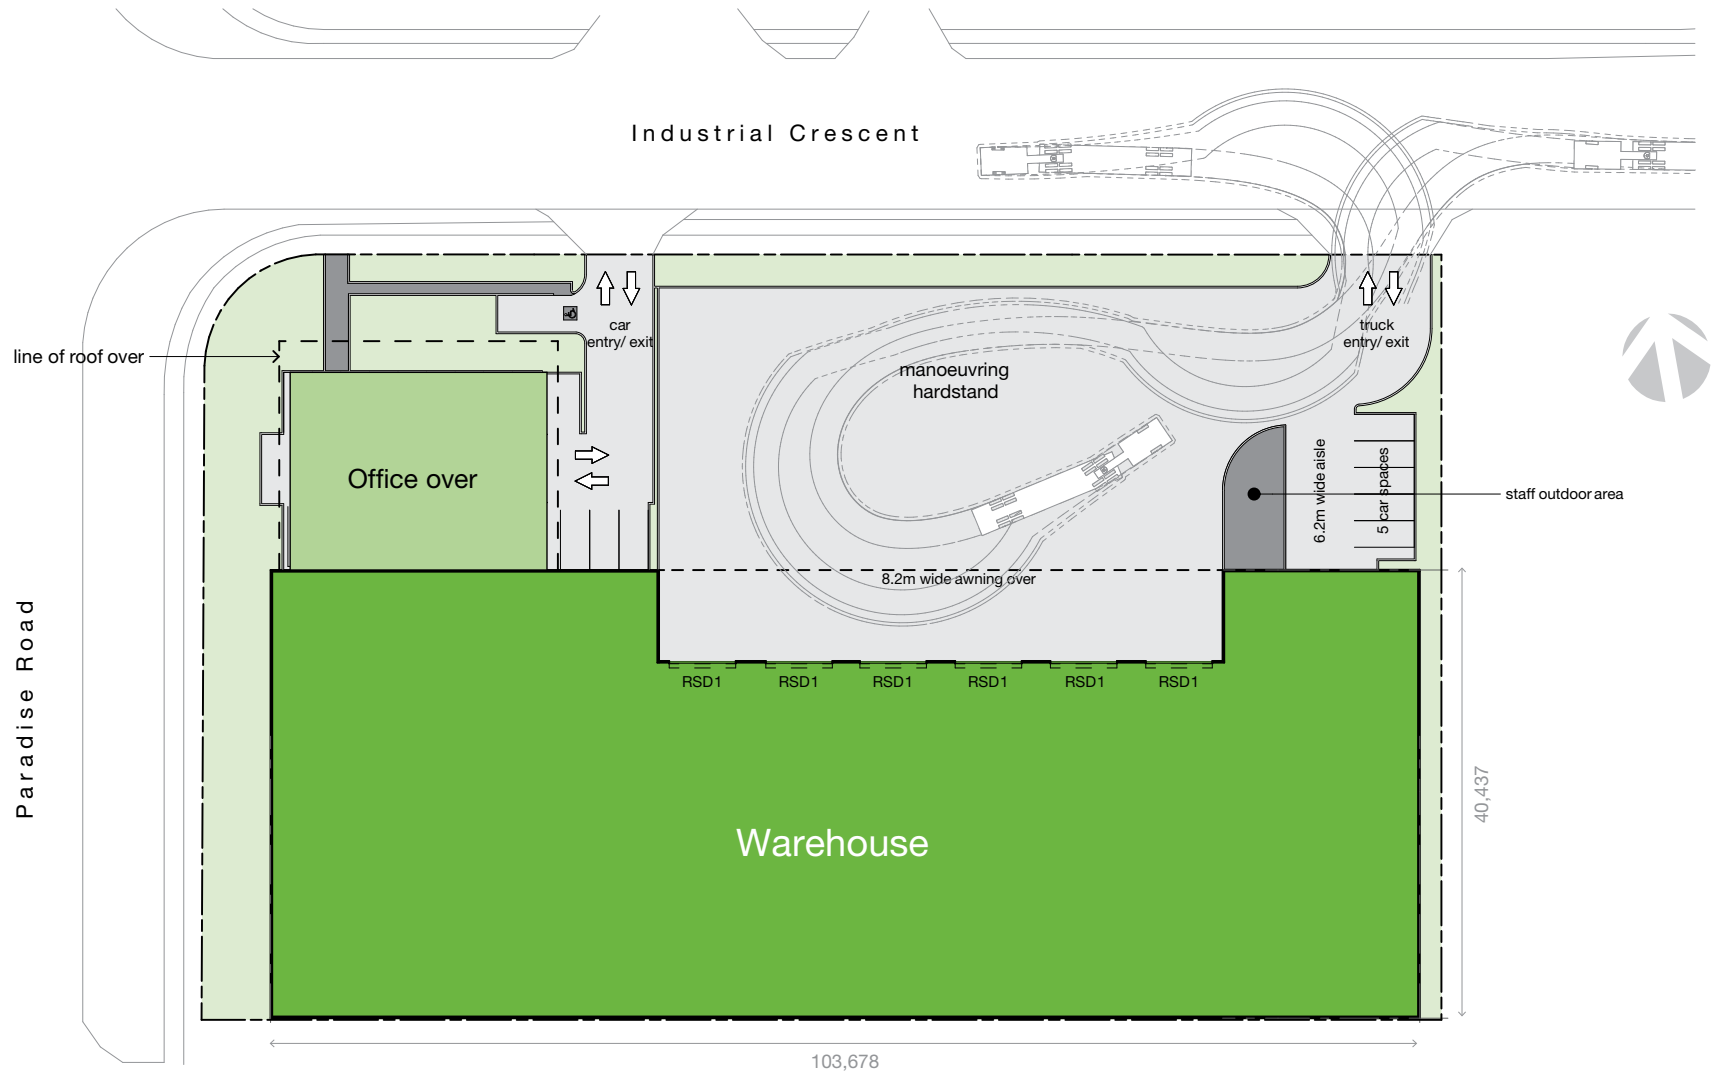 Industrial Crescent
car
entry/ exit
truck
entry/ exit
line of roof over
manoeuvring
hardstand
Office over
6.2m wide aisle
5 car spaces
staff outdoor area
8.2m wide awning over
Paradise Road
RSD1
RSD1
RSD1
RSD1
RSD1
RSD1
40,437
Warehouse
103,678